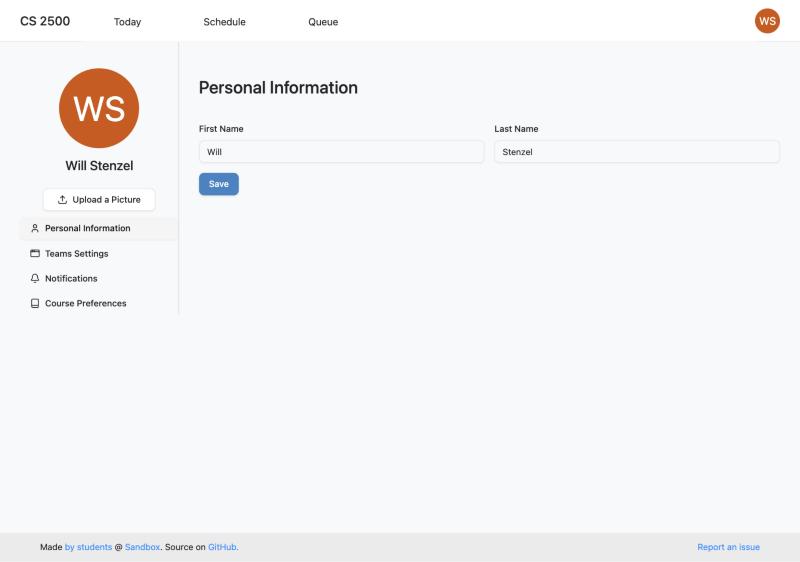 CS 2500 Today Schedule Queue WS
WS
Will Stenzel
Upload a Picture
Personal Information
Teams Settings
Notifications
Course Preferences
Personal Information
First Name Last Name
Will Stenzel
Save
Made by students @ Sandbox. Source on GitHub. Report an issue